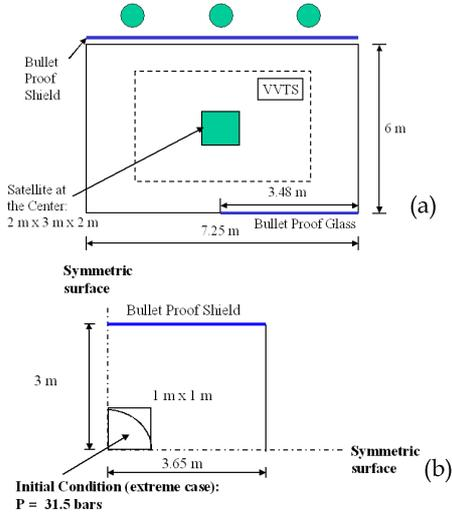 Bullet
Proof
Shield
VVTS
6 m
Satellite at
the Center:
2 m x 3 m x 2 m
3.48 m
(a)
Bullet Proof Glass
7.25 m
Symmetric
surface
Bullet Proof Shield
3 m
1 m x 1 m
Symmetric
surface
(b)
3.65 m
Initial Condition (extreme case):
P = 31.5 bars